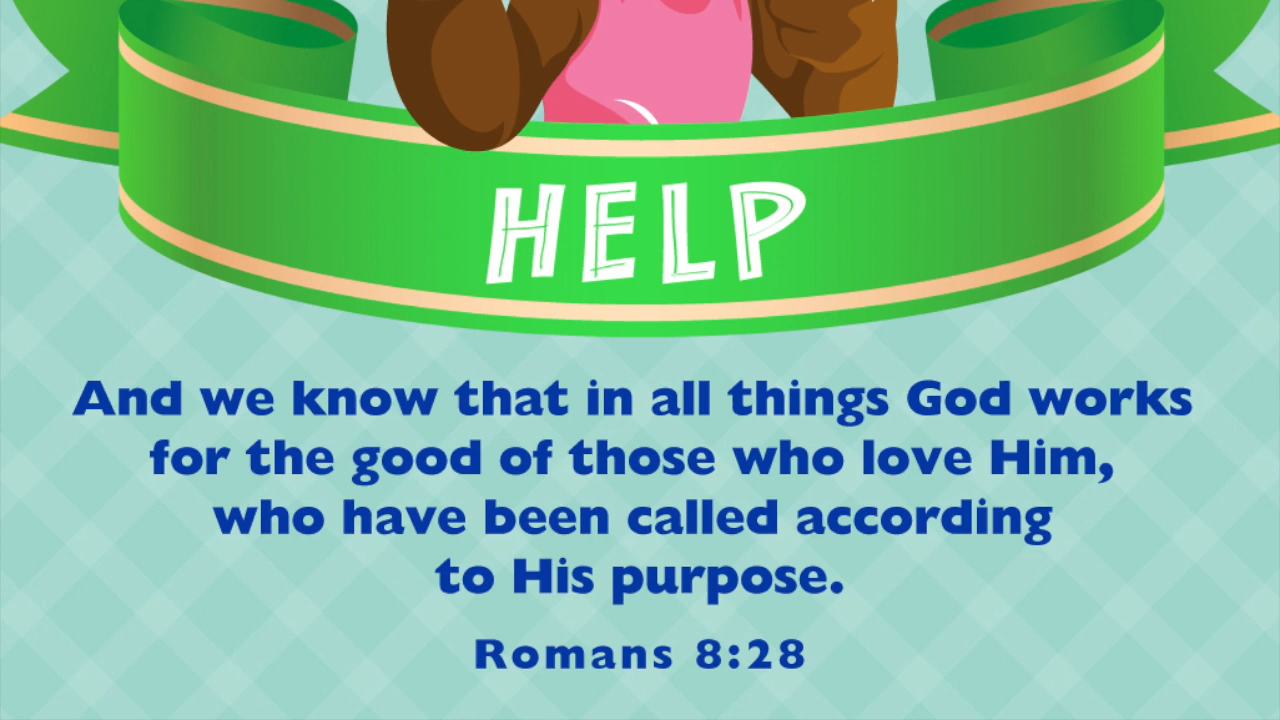 HELP
And we know that in all things God works
for the good of those who love Him,
who have been called according
to His purpose.
Romans 8:28